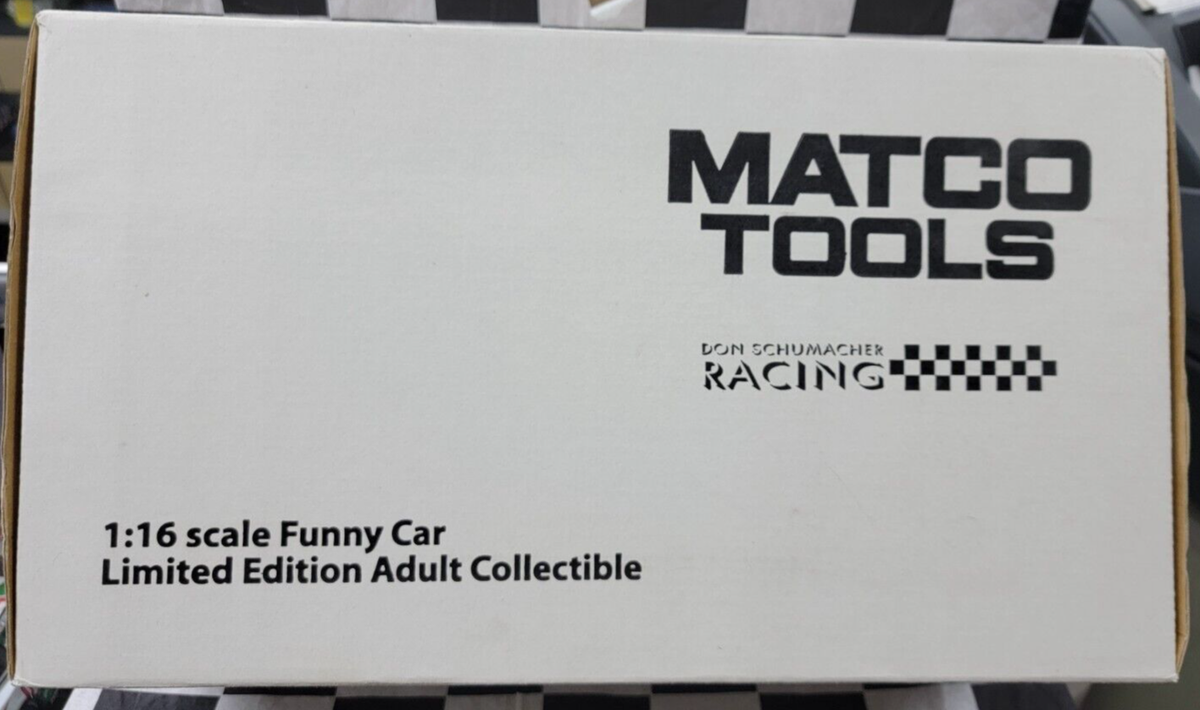 MATCO
TOOLS
DON SCHUMACHER
RACING
1:16 scale Funny Car
Limited Edition Adult Collectible